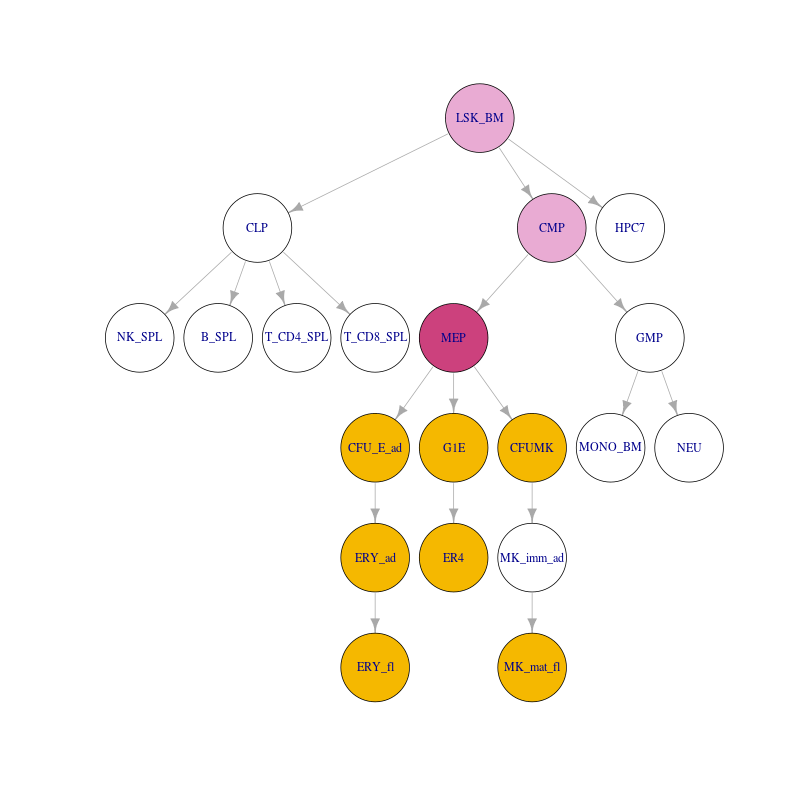 LSK_BM
CLP
CMP
HPC7
NK_SPL
B_SPL
T_CD4_SPL
T_CD8_SPL
MEP
GMP
CFU_E_ad
G1E
CFUMK
MONO_BM
NEU
ERY_ad
ER4
MK_imm_ad
ERY_fl
MK_mat_fl